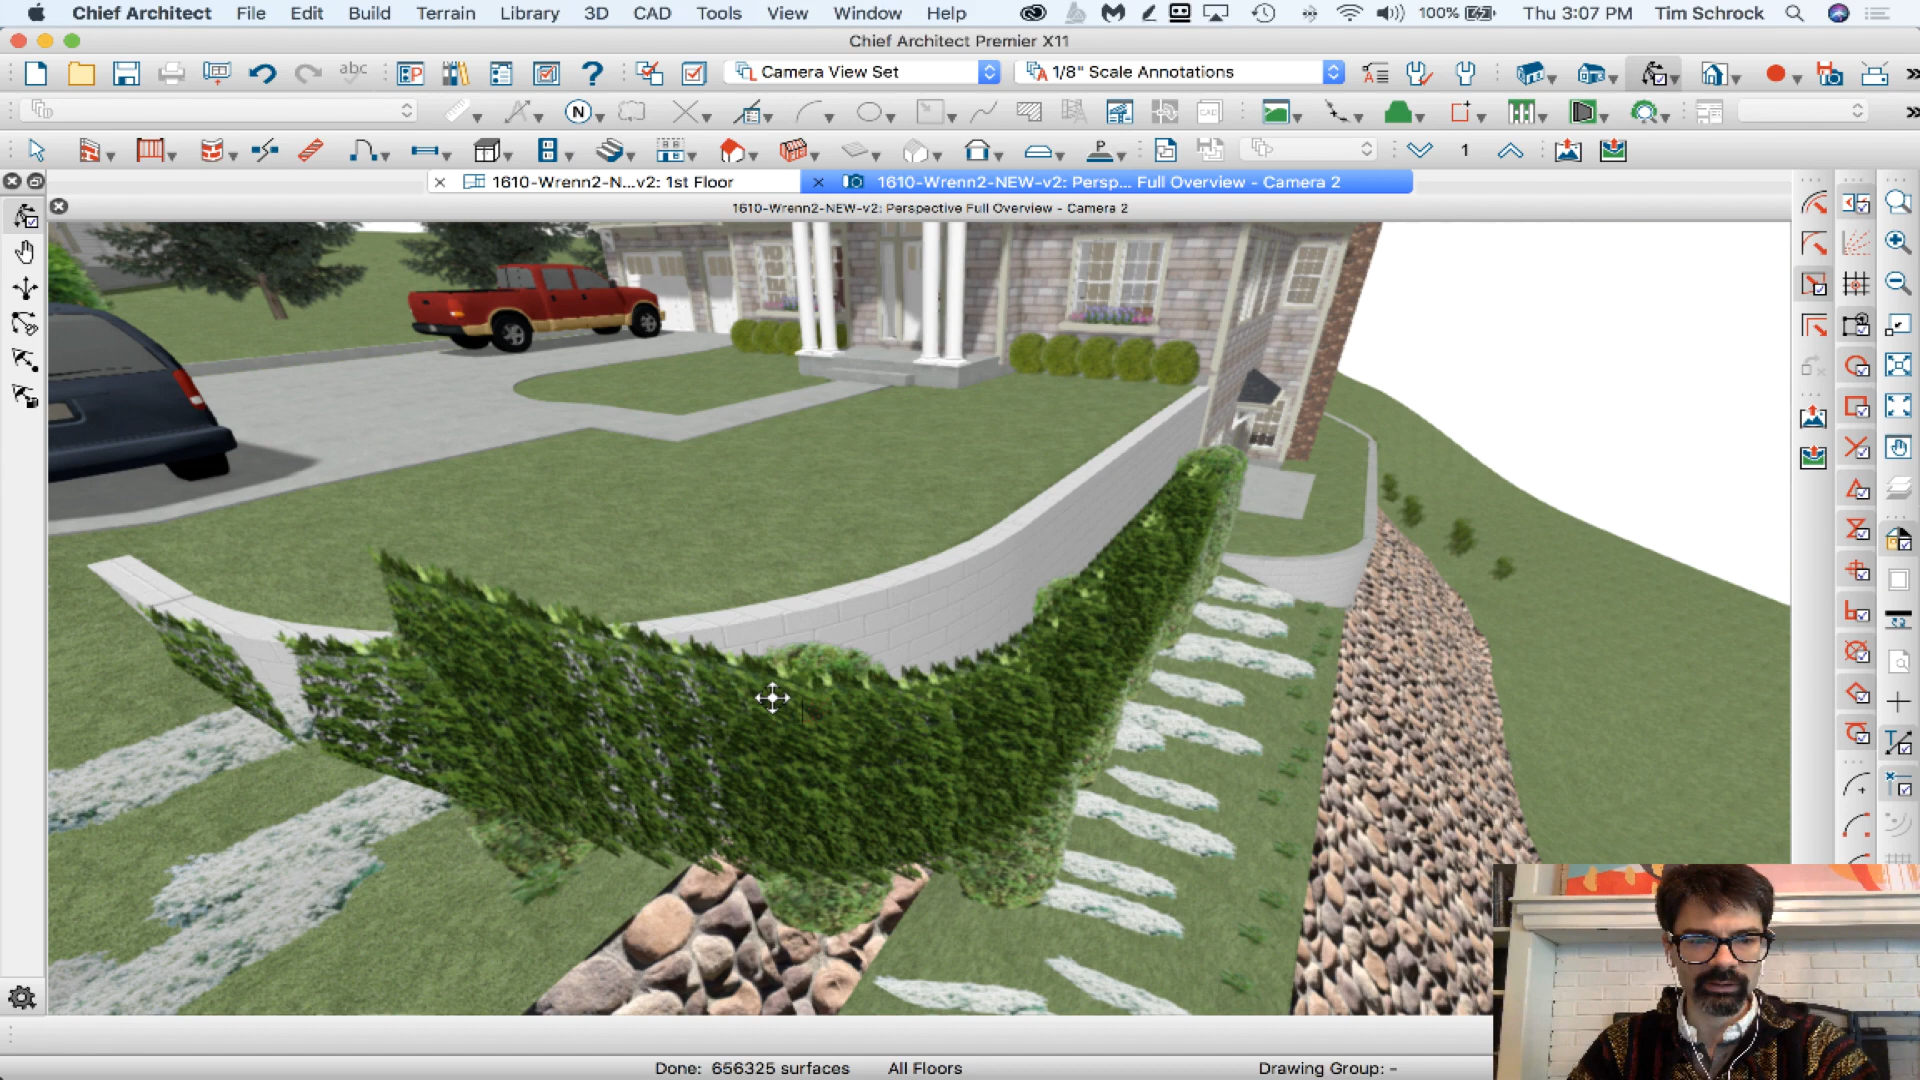 Chief Architect File Edit Build Terrain Library 3D CAD Tools View Window Help 100% Thu 3:07 PM Tim Schrock
Chief Architect Premier X11
abc P ? Camera View Set 1/8" Scale Annotations
N CAD
P 1
1610-Wrenn2-N...v2: 1st Floor 1610-Wrenn2-NEW-v2: Persp... Full Overview - Camera 2
1610-Wrenn2-NEW-v2: Perspective Full Overview - Camera 2
Done: 656325 surfaces All Floors Drawing Group: -